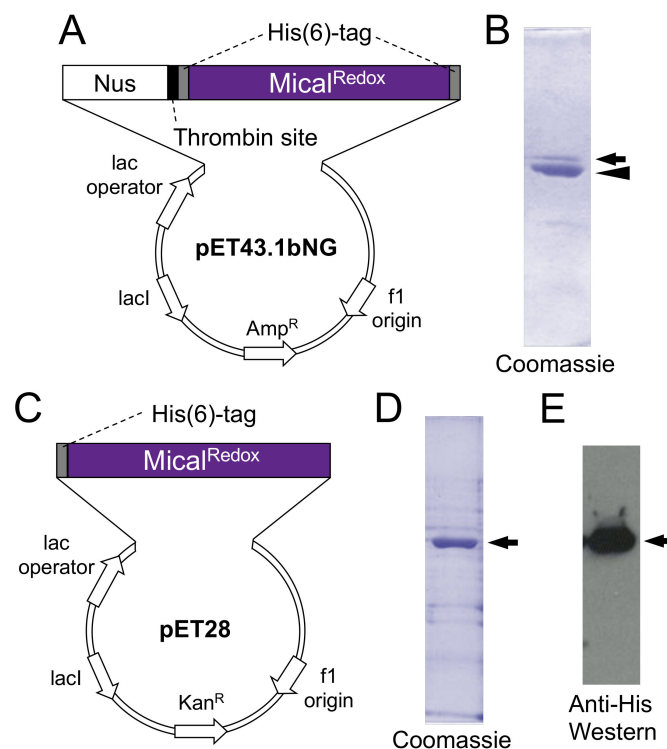 A
His(6)-tag
B
Nus
Mical^Redox
Thrombin site
lac
operator
pET43.1bNG
lacI
f1
origin
Amp^R
Coomassie
C
His(6)-tag
D
E
Mical^Redox
lac
operator
pET28
lacI
f1
origin
Kan^R
Coomassie
Anti-His
Western